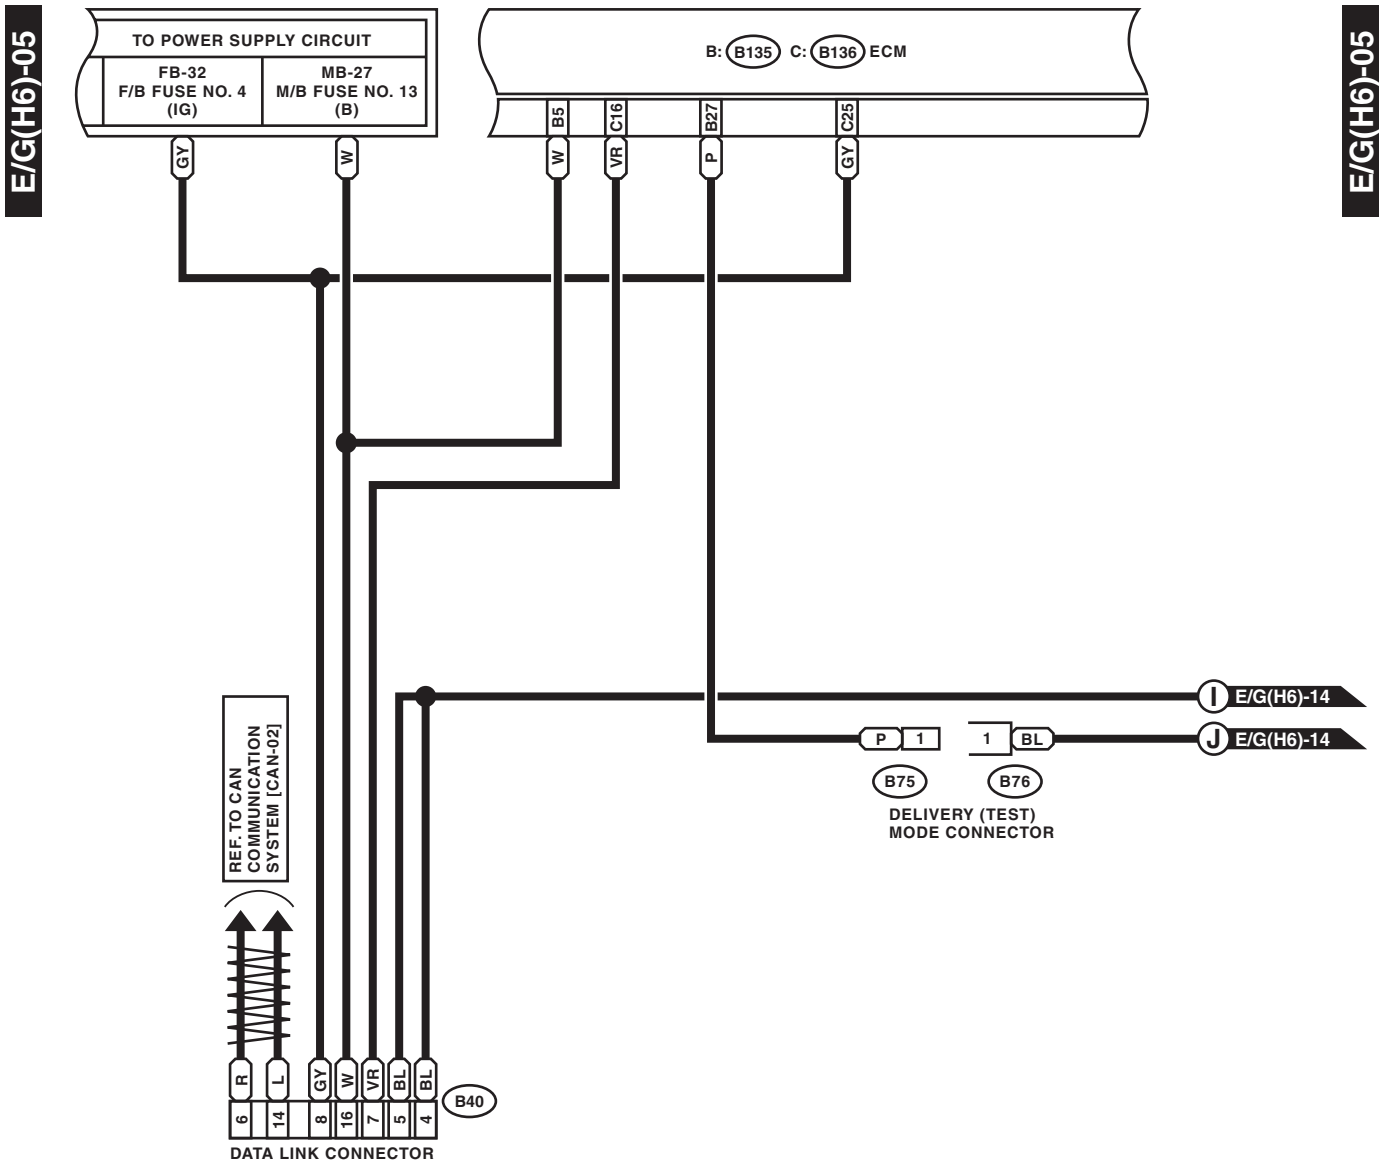 E/G(H6)-05
E/G(H6)-05
TO POWER SUPPLY CIRCUIT
FB-32
F/B FUSE NO. 4
(IG)
MB-27
M/B FUSE NO. 13
(B)
B: B135 C: B136 ECM
B5
C16
B27
C25
GY
W
W
VR
P
GY
I E/G(H6)-14
P 1
1 BL
J E/G(H6)-14
B75
B76
DELIVERY (TEST)
MODE CONNECTOR
REF. TO CAN
COMMUNICATION
SYSTEM [CAN-02]
R
L
GY
W
VR
BL
BL
B40
6
14
8
16
7
5
4
DATA LINK CONNECTOR